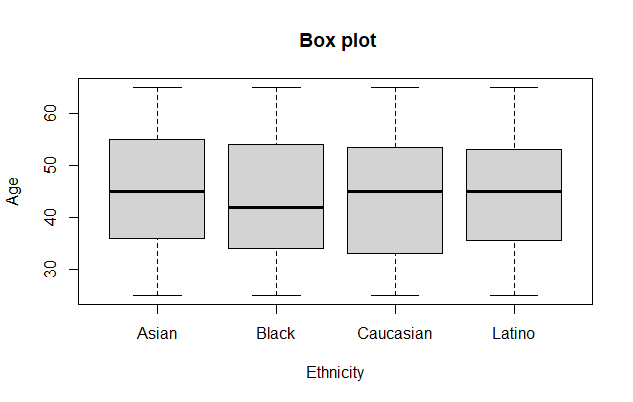 Box plot
Age
60
50
40
30
Asian Black Caucasian Latino
Ethnicity